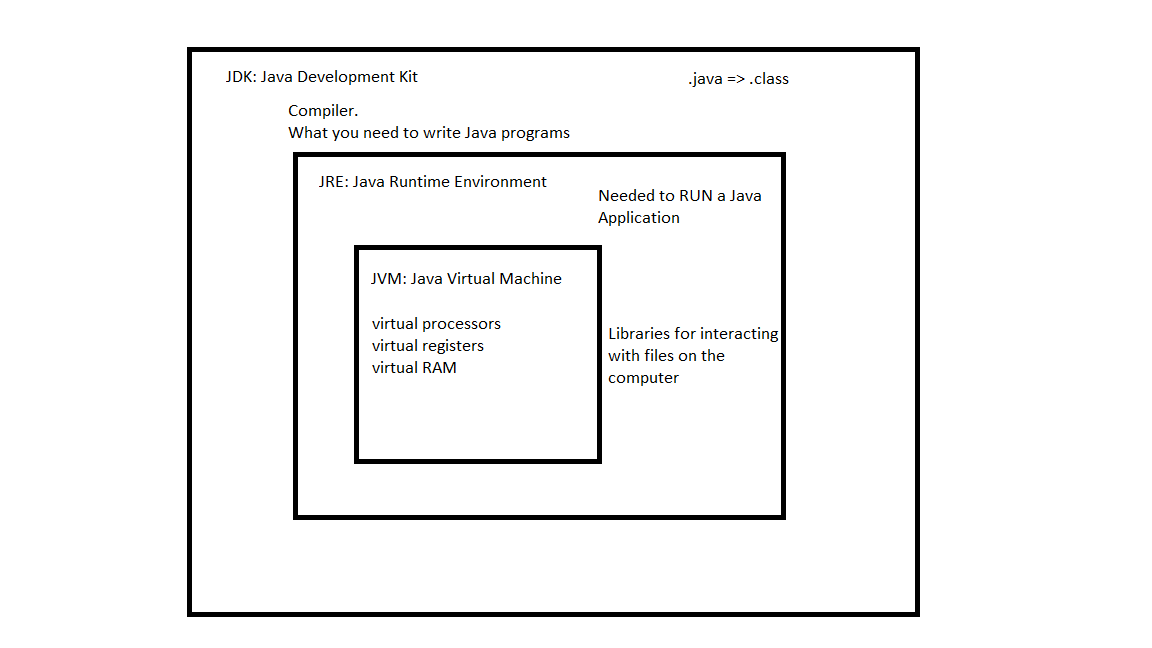 JDK: Java Development Kit
.java => .class
Compiler.
What you need to write Java programs
JRE: Java Runtime Environment
Needed to RUN a Java
Application
JVM: Java Virtual Machine
virtual processors
virtual registers
virtual RAM
Libraries for interacting
with files on the
computer